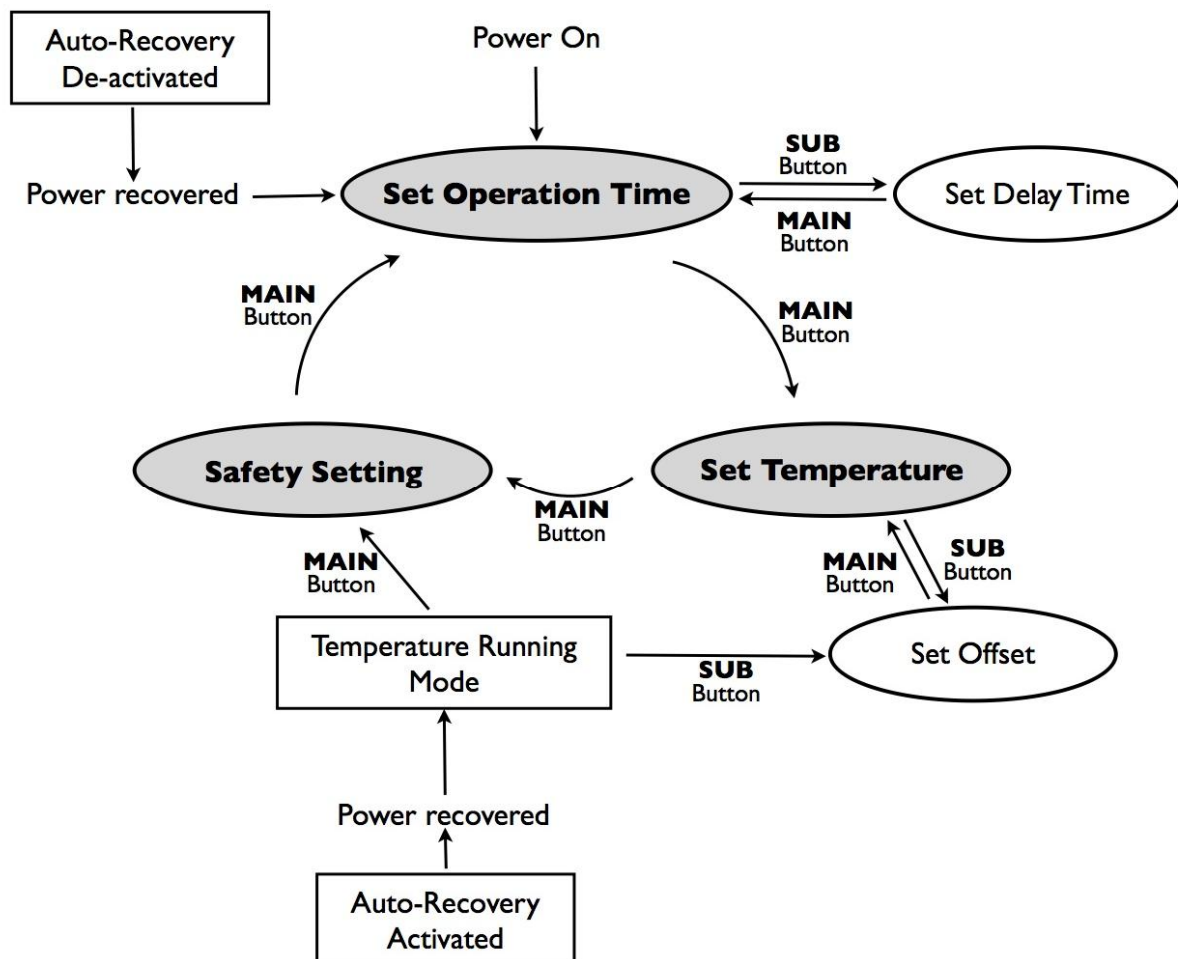 Auto-Recovery
De-activated
Power On
Power recovered
Set Operation Time
SUB
Button
MAIN
Button
Set Delay Time
MAIN
Button
MAIN
Button
Safety Setting
Set Temperature
MAIN
Button
MAIN
Button
MAIN
Button
SUB
Button
Temperature Running
Mode
SUB
Button
Set Offset
Power recovered
Auto-Recovery
Activated